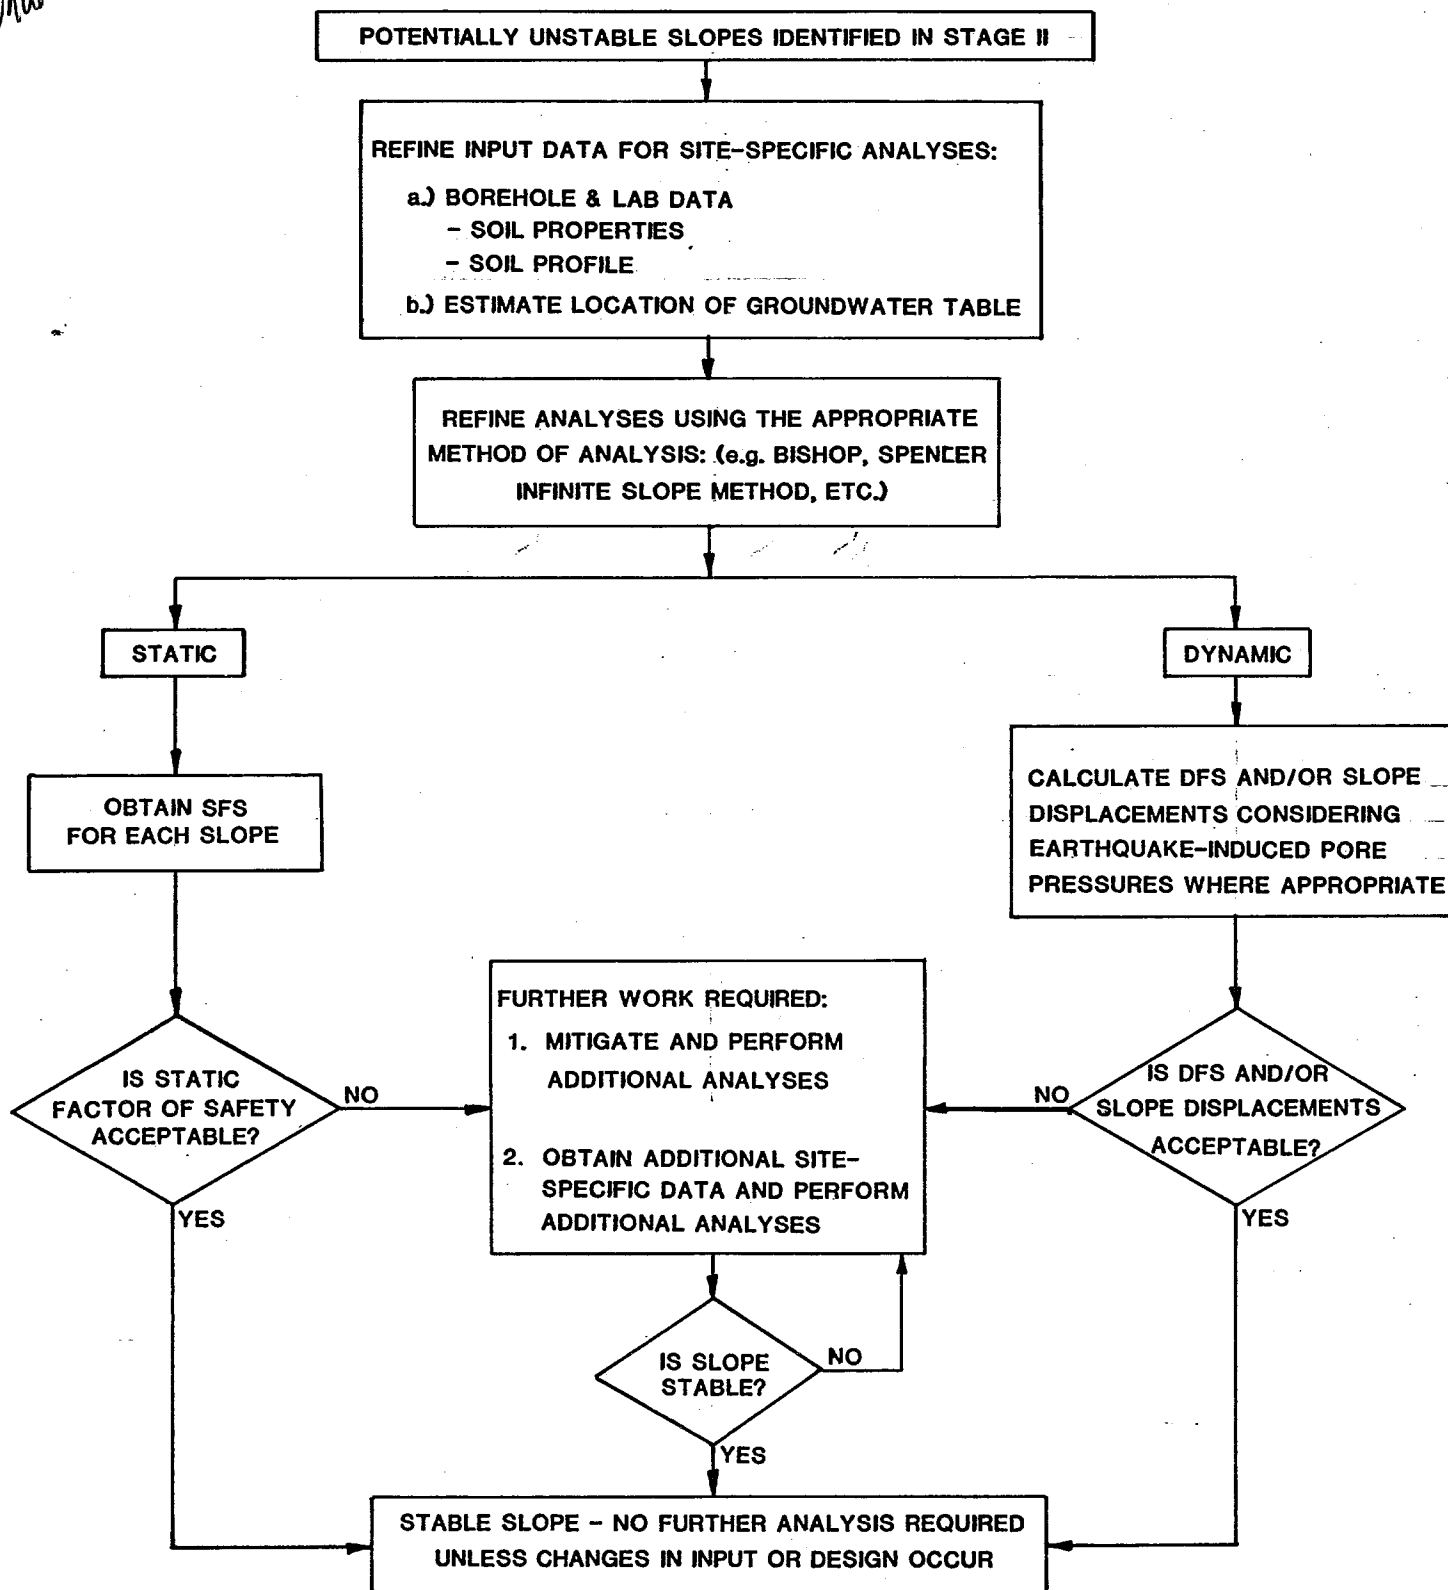 POTENTIALLY UNSTABLE SLOPES IDENTIFIED IN STAGE II
REFINE INPUT DATA FOR SITE-SPECIFIC ANALYSES:
a.) BOREHOLE & LAB DATA
- SOIL PROPERTIES
- SOIL PROFILE
b.) ESTIMATE LOCATION OF GROUNDWATER TABLE
REFINE ANALYSES USING THE APPROPRIATE
METHOD OF ANALYSIS: (e.g. BISHOP, SPENCER
INFINITE SLOPE METHOD, ETC.)
STATIC
DYNAMIC
OBTAIN SFS
FOR EACH SLOPE
CALCULATE DFS AND/OR SLOPE
DISPLACEMENTS CONSIDERING
EARTHQUAKE-INDUCED PORE
PRESSURES WHERE APPROPRIATE
IS STATIC
FACTOR OF SAFETY
ACCEPTABLE?
NO
YES
FURTHER WORK REQUIRED:
1. MITIGATE AND PERFORM
ADDITIONAL ANALYSES
2. OBTAIN ADDITIONAL SITE-
SPECIFIC DATA AND PERFORM
ADDITIONAL ANALYSES
NO
IS DFS AND/OR
SLOPE DISPLACEMENTS
ACCEPTABLE?
YES
IS SLOPE
STABLE?
NO
YES
STABLE SLOPE - NO FURTHER ANALYSIS REQUIRED
UNLESS CHANGES IN INPUT OR DESIGN OCCUR